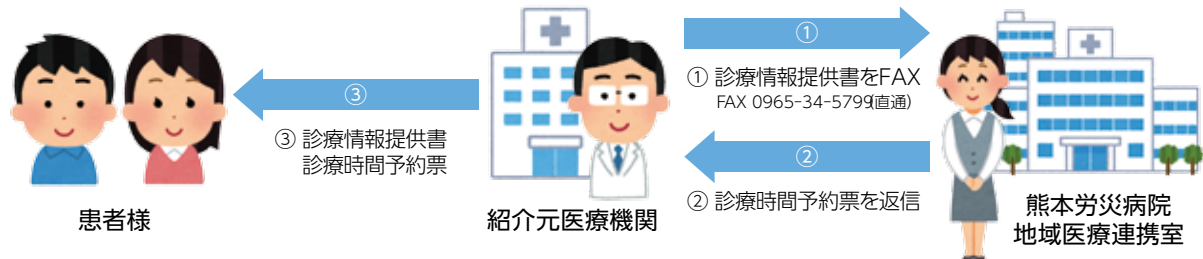 ①
① 診療情報提供書をFAX
FAX 0965-34-5799(直通)
③
③ 診療情報提供書
診療時間予約票
②
② 診療時間予約票を返信
患者様
紹介元医療機関
熊本労災病院
地域医療連携室